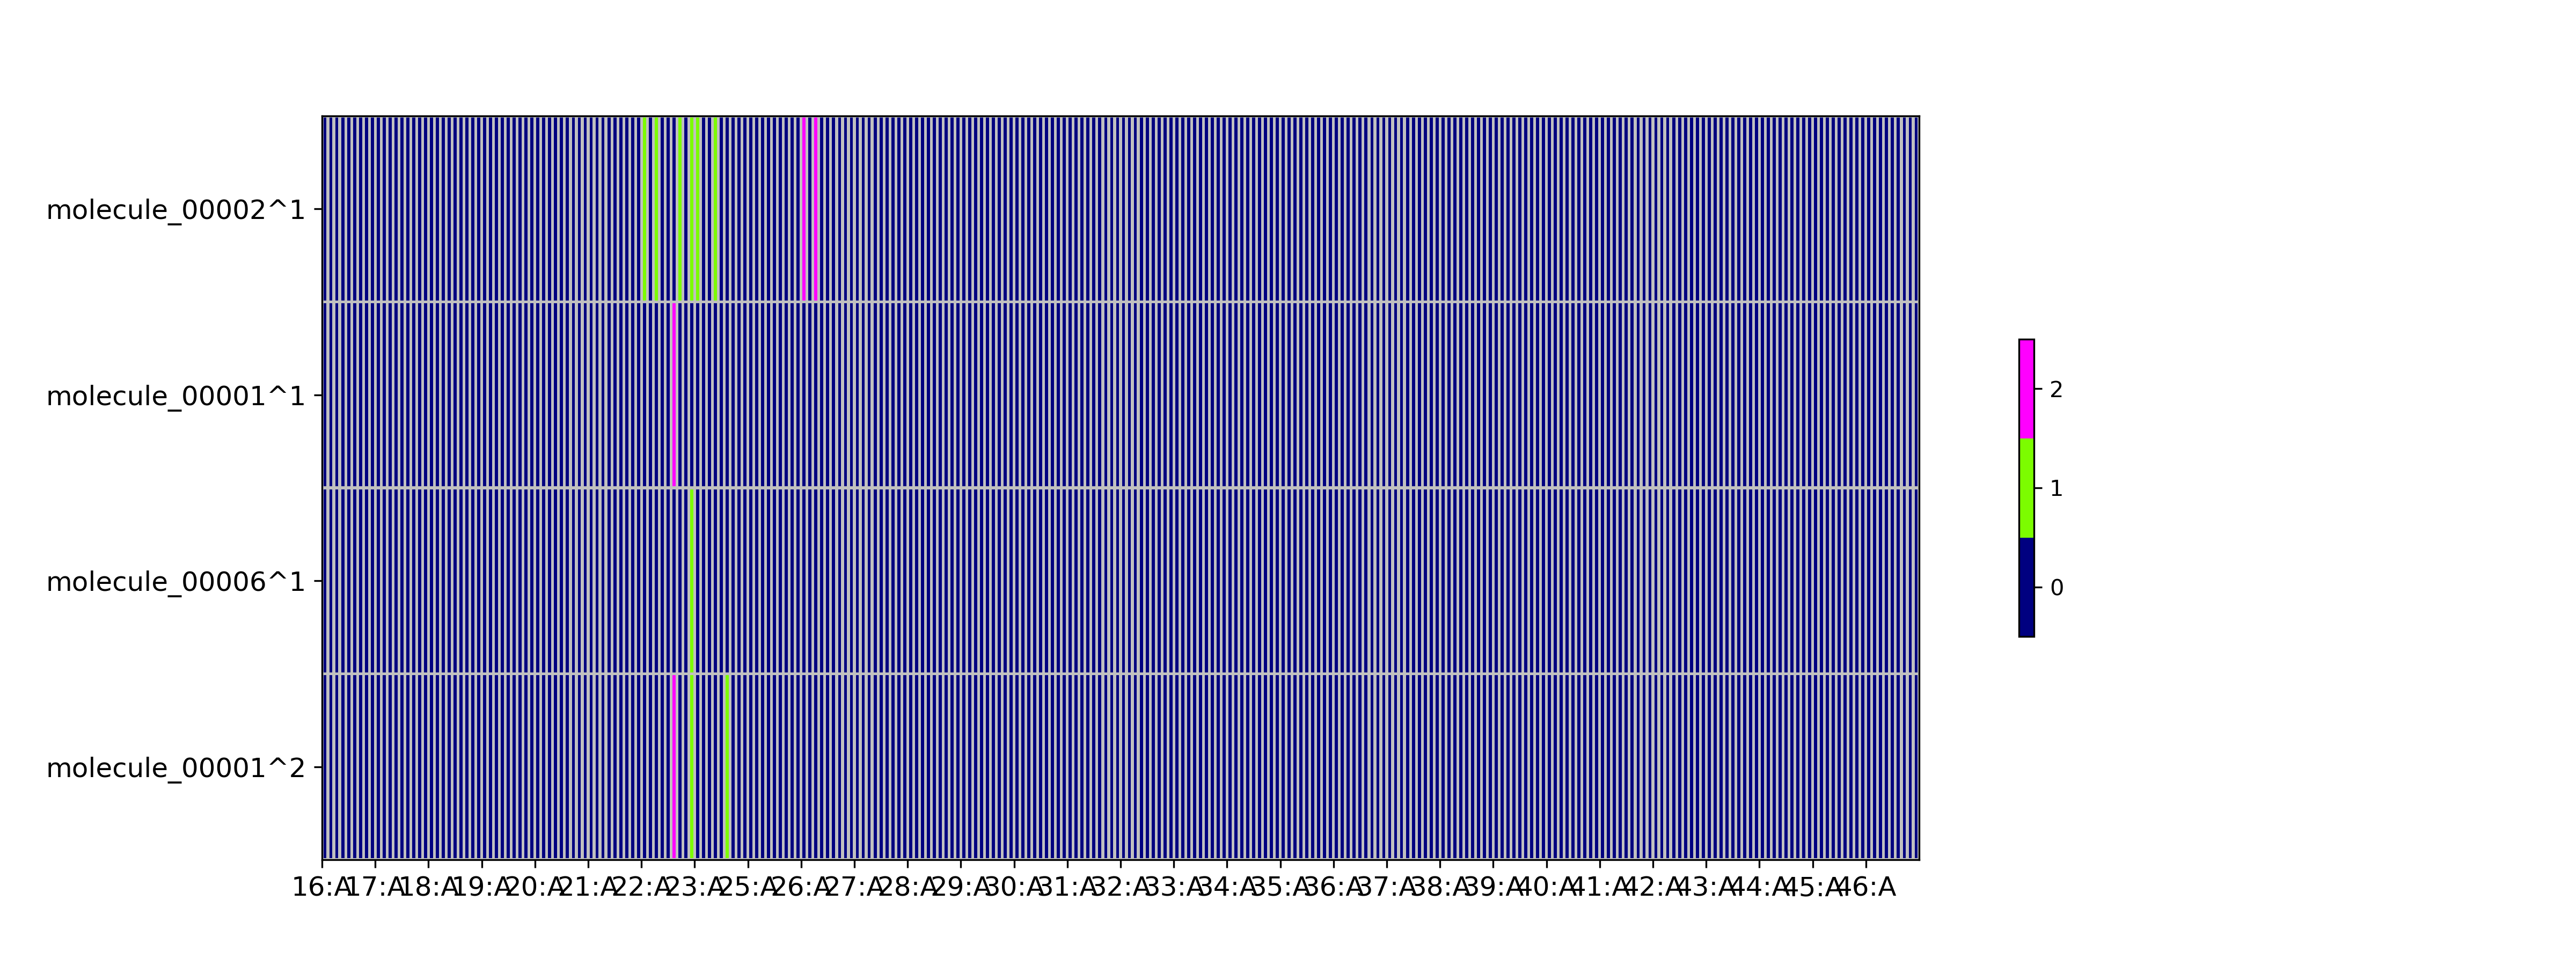 molecule_00002^1
molecule_00001^1
molecule_00006^1
molecule_00001^2
2
1
0
16:A 17:A 18:A 19:A 20:A 21:A 22:A 23:A 25:A 26:A 27:A 28:A 29:A 30:A 31:A 32:A 33:A 34:A 35:A 36:A 37:A 38:A 39:A 40:A 41:A 42:A 43:A 44:A 45:A 46:A